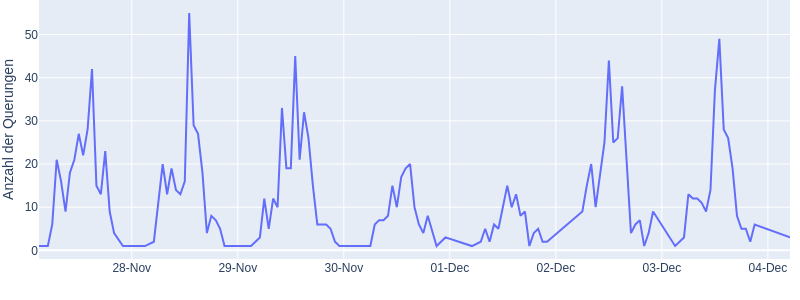 Anzahl der Querungen
50
40
30
20
10
0
28-Nov
29-Nov
30-Nov
01-Dec
02-Dec
03-Dec
04-Dec